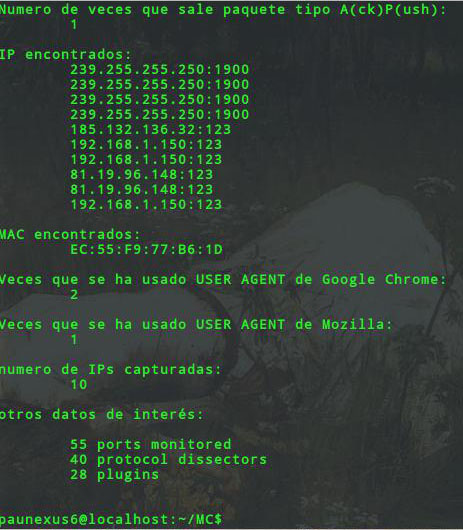 Numero de veces que sale paquete tipo A(ck)P(ush):
1
IP encontrados:
239.255.255.250:1900
239.255.255.250:1900
239.255.255.250:1900
239.255.255.250:1900
185.132.136.32:123
192.168.1.150:123
192.168.1.150:123
81.19.96.148:123
81.19.96.148:123
192.168.1.150:123
MAC encontrados:
EC:55:F9:77:B6:1D
Veces que se ha usado USER AGENT de Google Chrome:
2
Veces que se ha usado USER AGENT de Mozilla:
1
numero de IPs capturadas:
10
otros datos de interés:
55 ports monitored
40 protocol dissectors
28 plugins
paunexus6@localhost:~/MC$